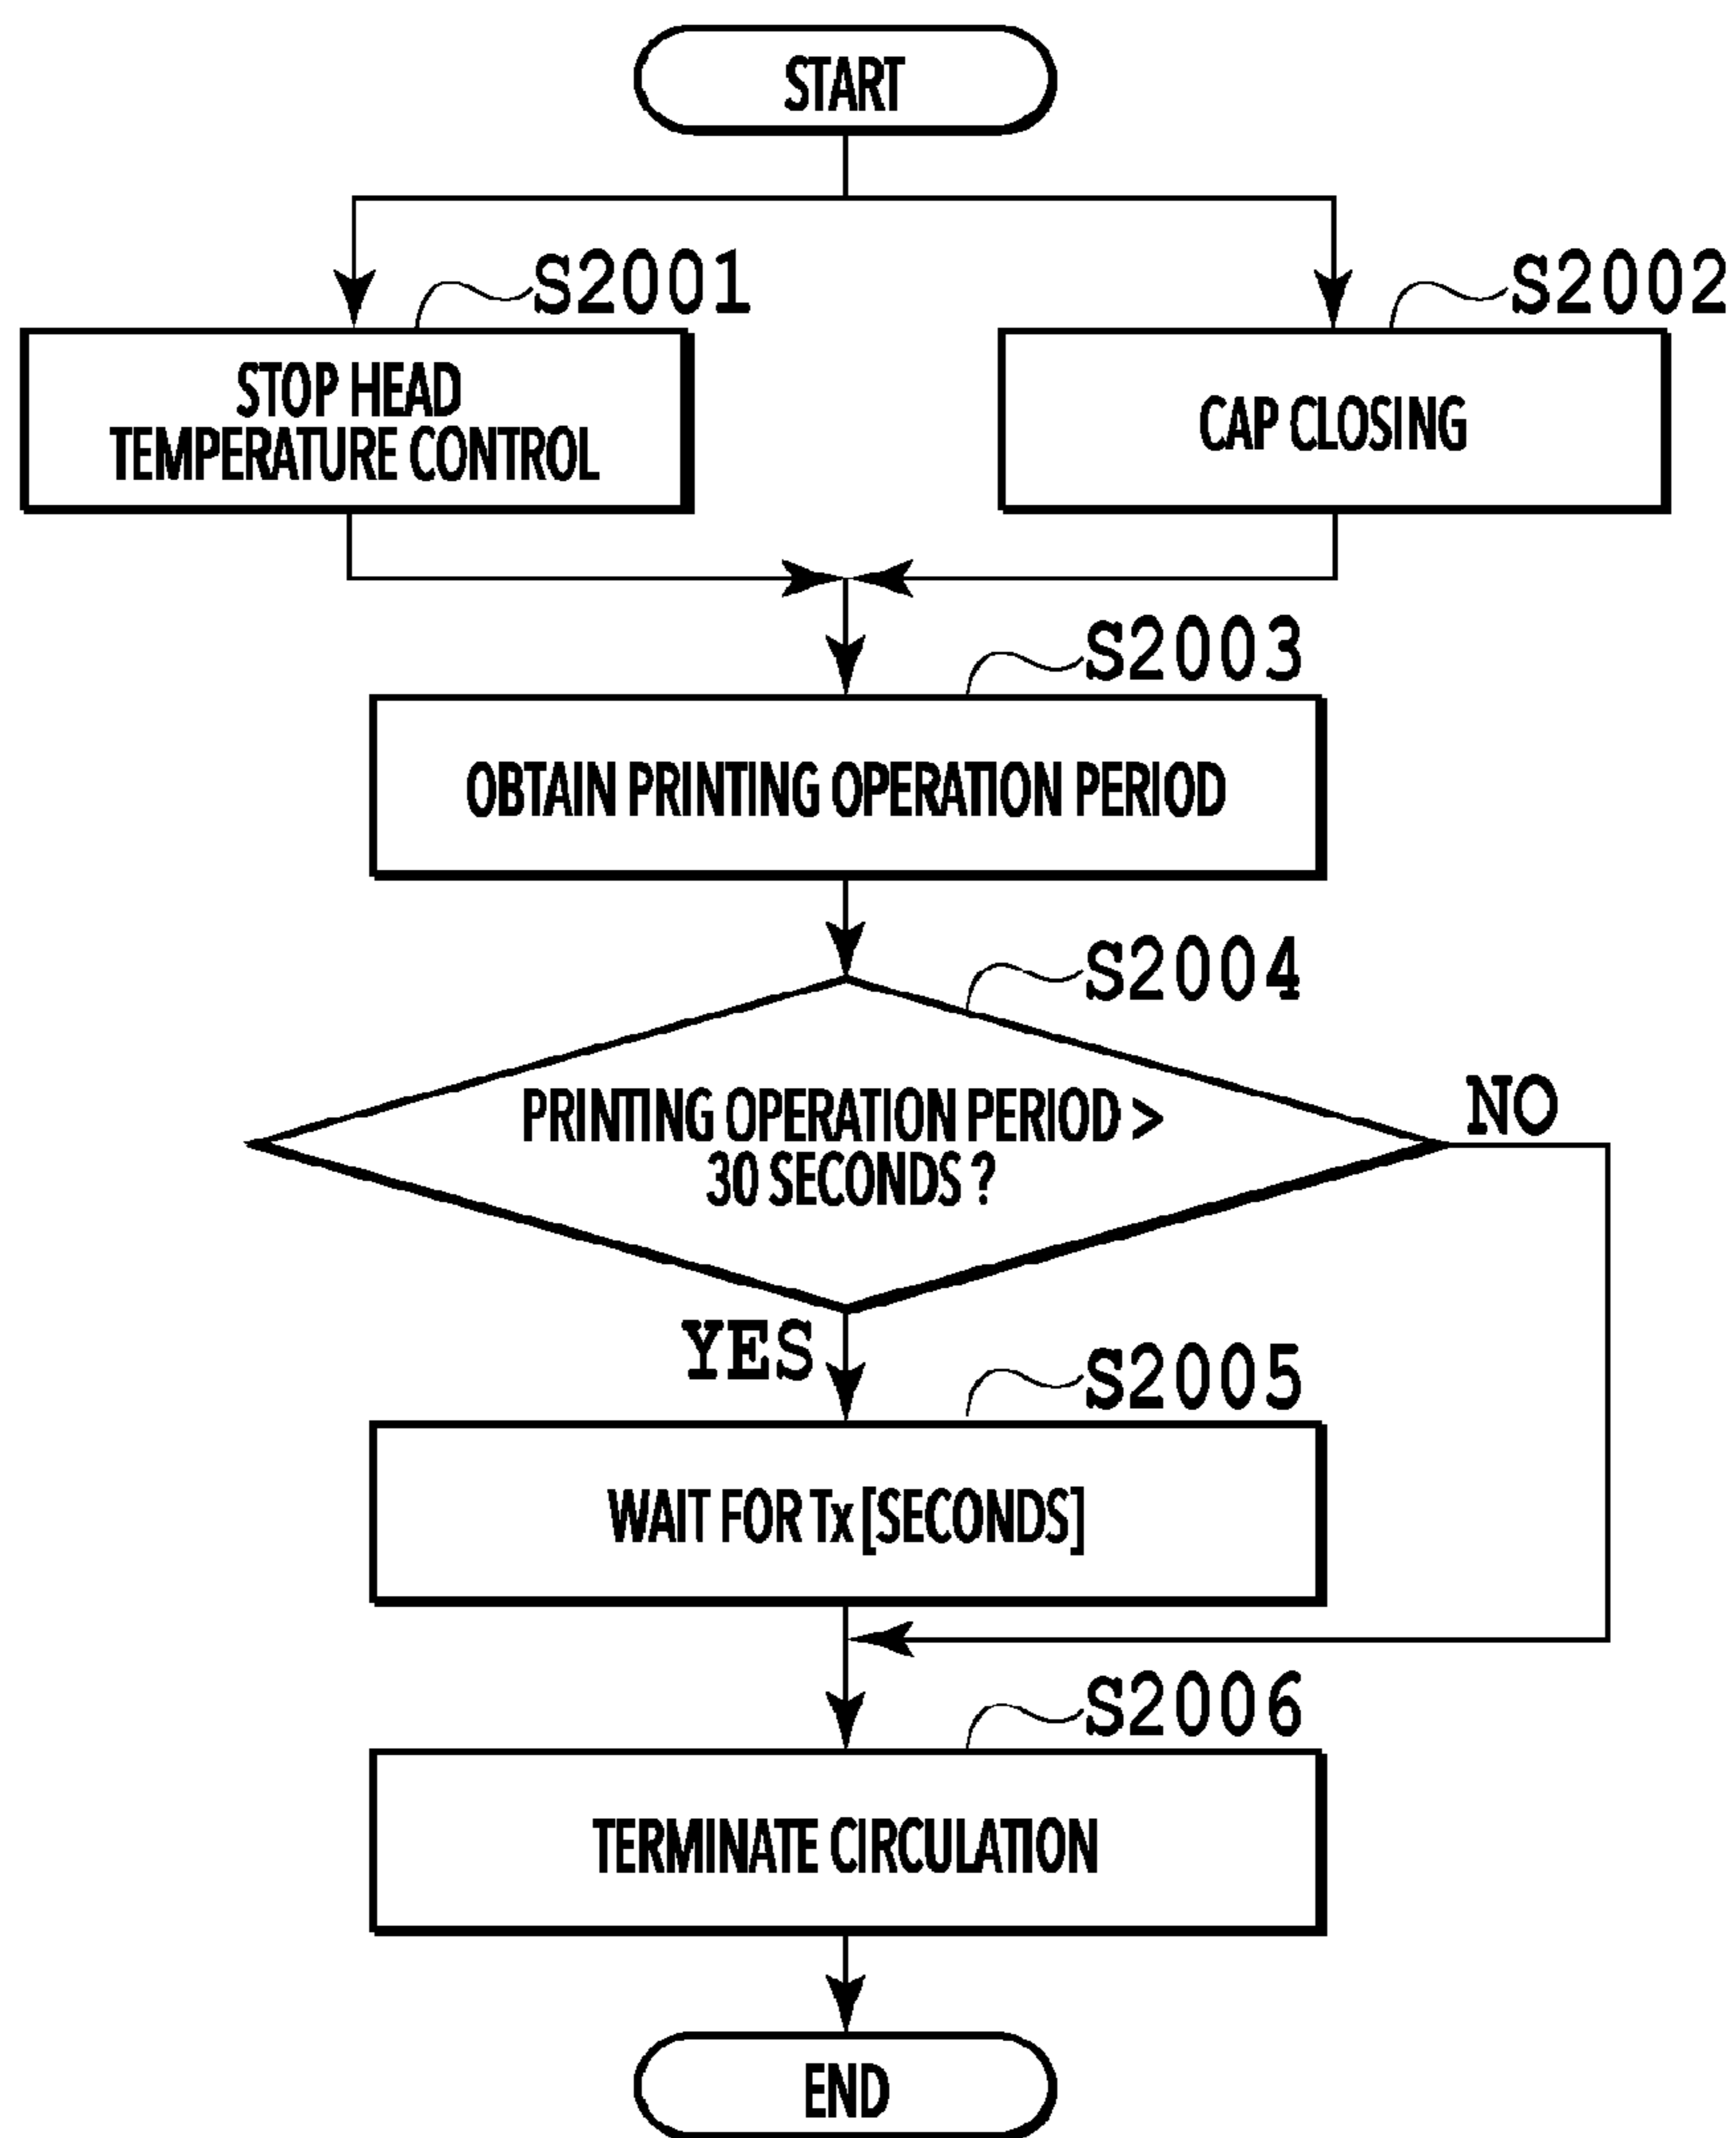 START
S2001
S2002
STOP HEAD
TEMPERATURE CONTROL
CAP CLOSING
S2003
OBTAIN PRINTING OPERATION PERIOD
S2004
PRINTING OPERATION PERIOD >
30 SECONDS ?
NO
YES
S2005
WAIT FOR Tx [SECONDS]
S2006
TERMINATE CIRCULATION
END